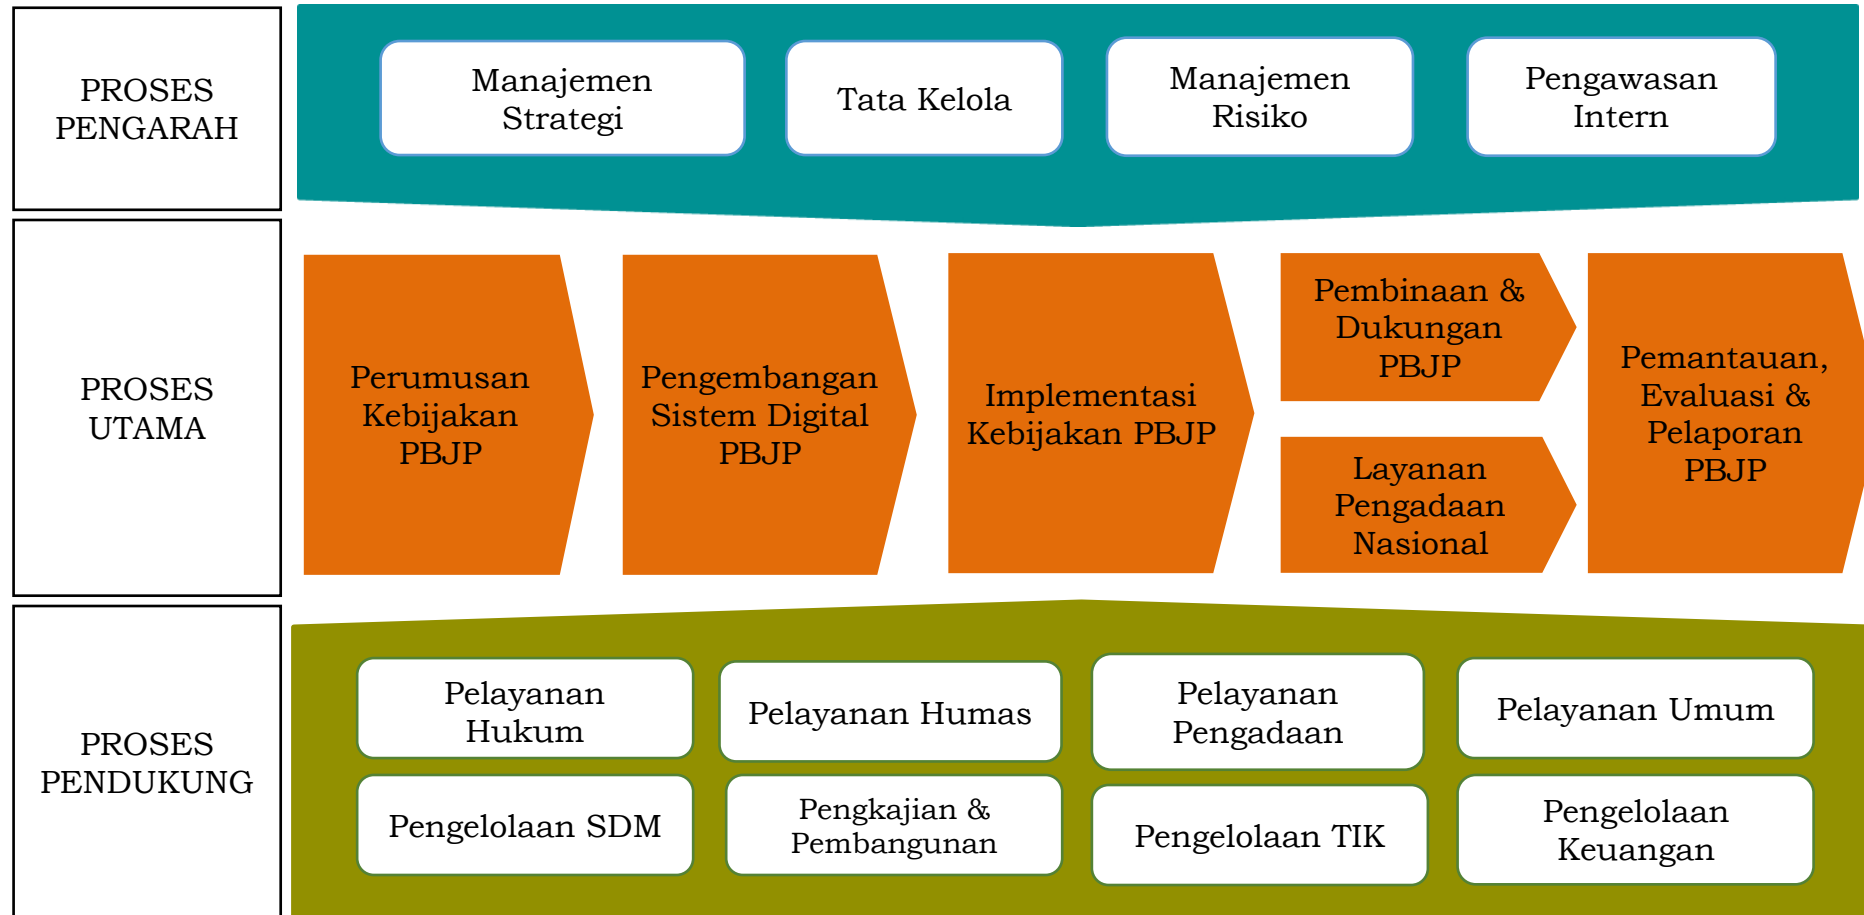 PROSES
PENGARAH
Manajemen
Strategi
Tata Kelola
Manajemen
Risiko
Pengawasan
Intern
PROSES
UTAMA
Perumusan
Kebijakan
PBJP
Pengembangan
Sistem Digital
PBJP
Implementasi
Kebijakan PBJP
Pembinaan &
Dukungan
PBJP
Layanan
Pengadaan
Nasional
Pemantauan,
Evaluasi &
Pelaporan
PBJP
PROSES
PENDUKUNG
Pelayanan
Hukum
Pelayanan Humas
Pelayanan
Pengadaan
Pelayanan Umum
Pengelolaan SDM
Pengkajian &
Pembangunan
Pengelolaan TIK
Pengelolaan
Keuangan